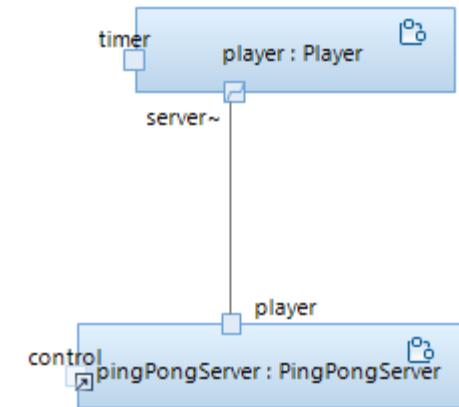 timer
player : Player
server~
player
control
pingPongServer : PingPongServer